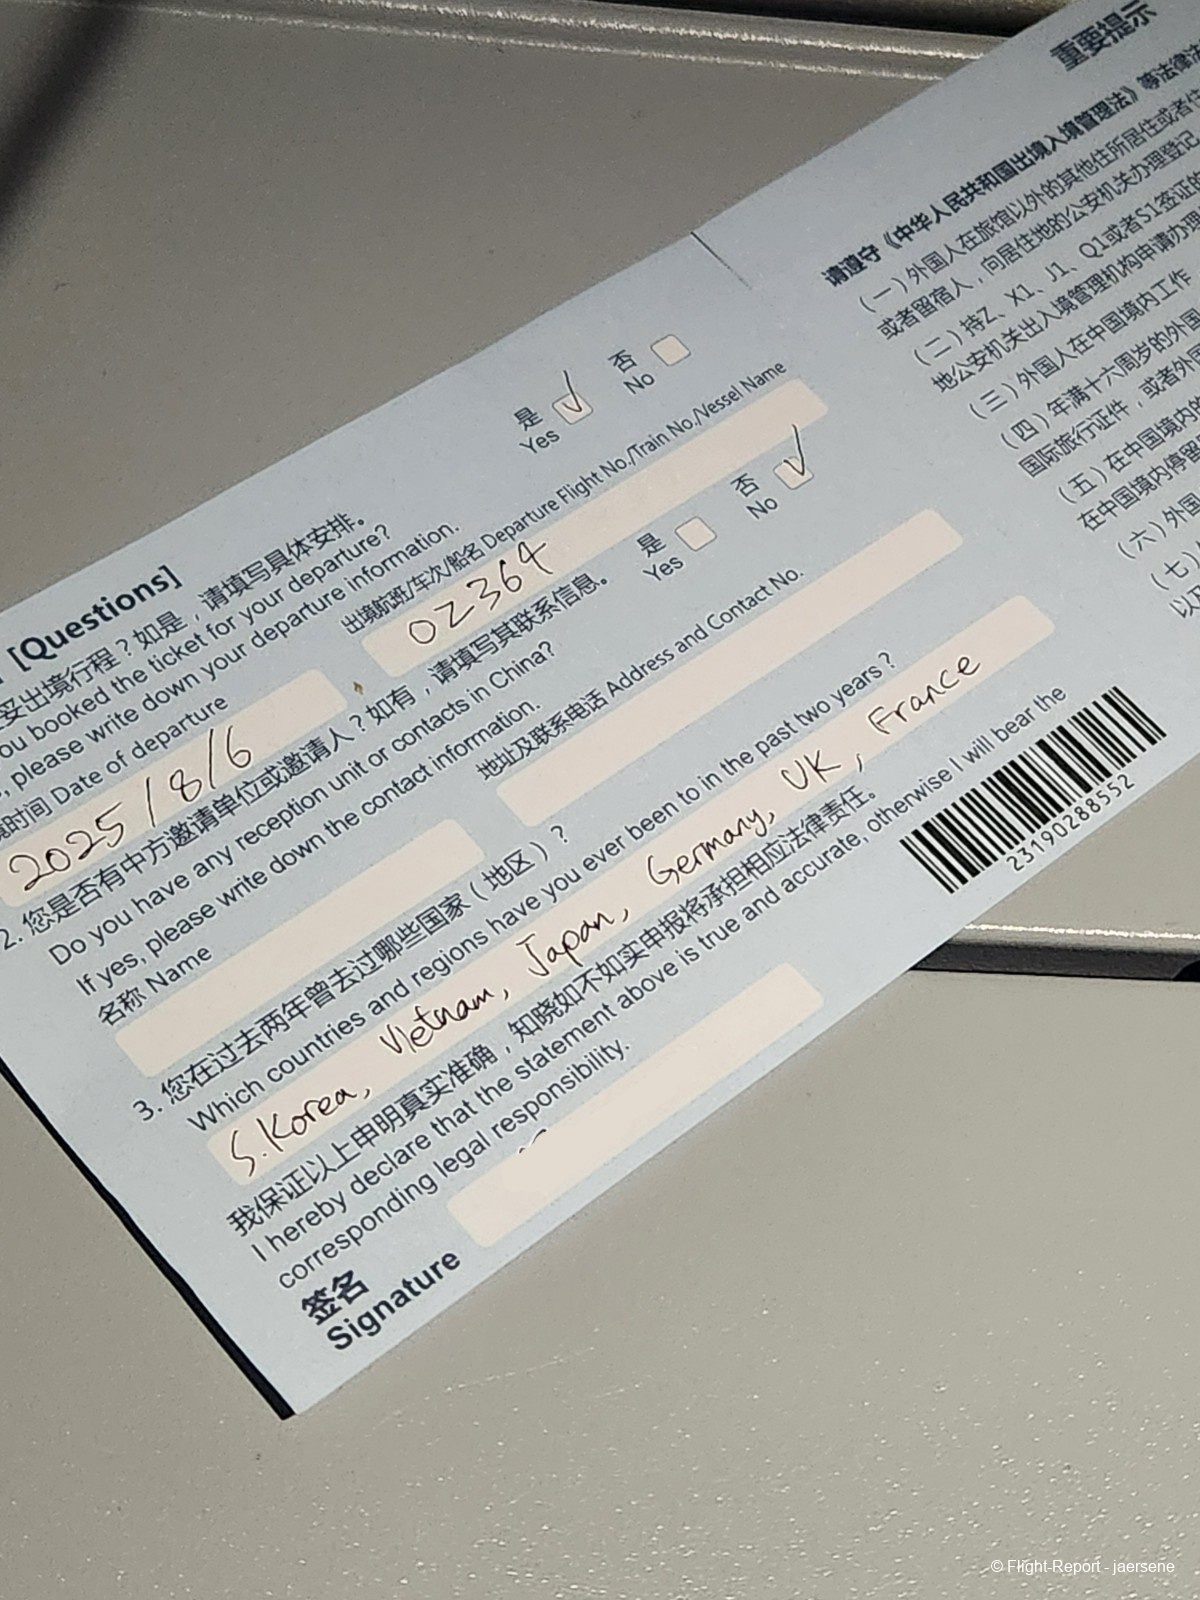 [Questions]
妥出境行程？如是，请填写具体安排。
是
Yes
否
No
ou booked the ticket for your departure?
, please write down your departure information.
时间 Date of departure
2025/8/6
出境航班/车次/船名 Departure Flight No./Train No./Vessel Name
OZ364
2. 您是否有中方邀请单位或邀请人？如有，请填写其联系信息。
是
Yes
否
No
Do you have any reception unit or contacts in China?
If yes, please write down the contact information.
名称 Name
地址及联系电话 Address and Contact No.
3. 您在过去两年曾去过哪些国家（地区）？
Which countries and regions have you ever been to in the past two years?
S.Korea, Vietnam, Japan, Germany, UK, France
我保证以上申明真实准确，知晓如不如实申报将承担相应法律责任。
I hereby declare that the statement above is true and accurate, otherwise I will bear the
corresponding legal responsibility.
签名
Signature
23190288552
重要提示
请遵守《中华人民共和国出境入境管理法》等法律法
（一）外国人在旅馆以外的其他住所居住或者住
或者留宿人，向居住地的公安机关办理登记
（二）持Z、X1、J1、Q1或者S1签证的
地公安机关出入境管理机构申请办理
（三）外国人在中国境内工作
（四）年满十六周岁的外国
国际旅行证件，或者外国
（五）在中国境内的
在中国境内停留
（六）外国
（七）
以
© Flight-Report - jaersene